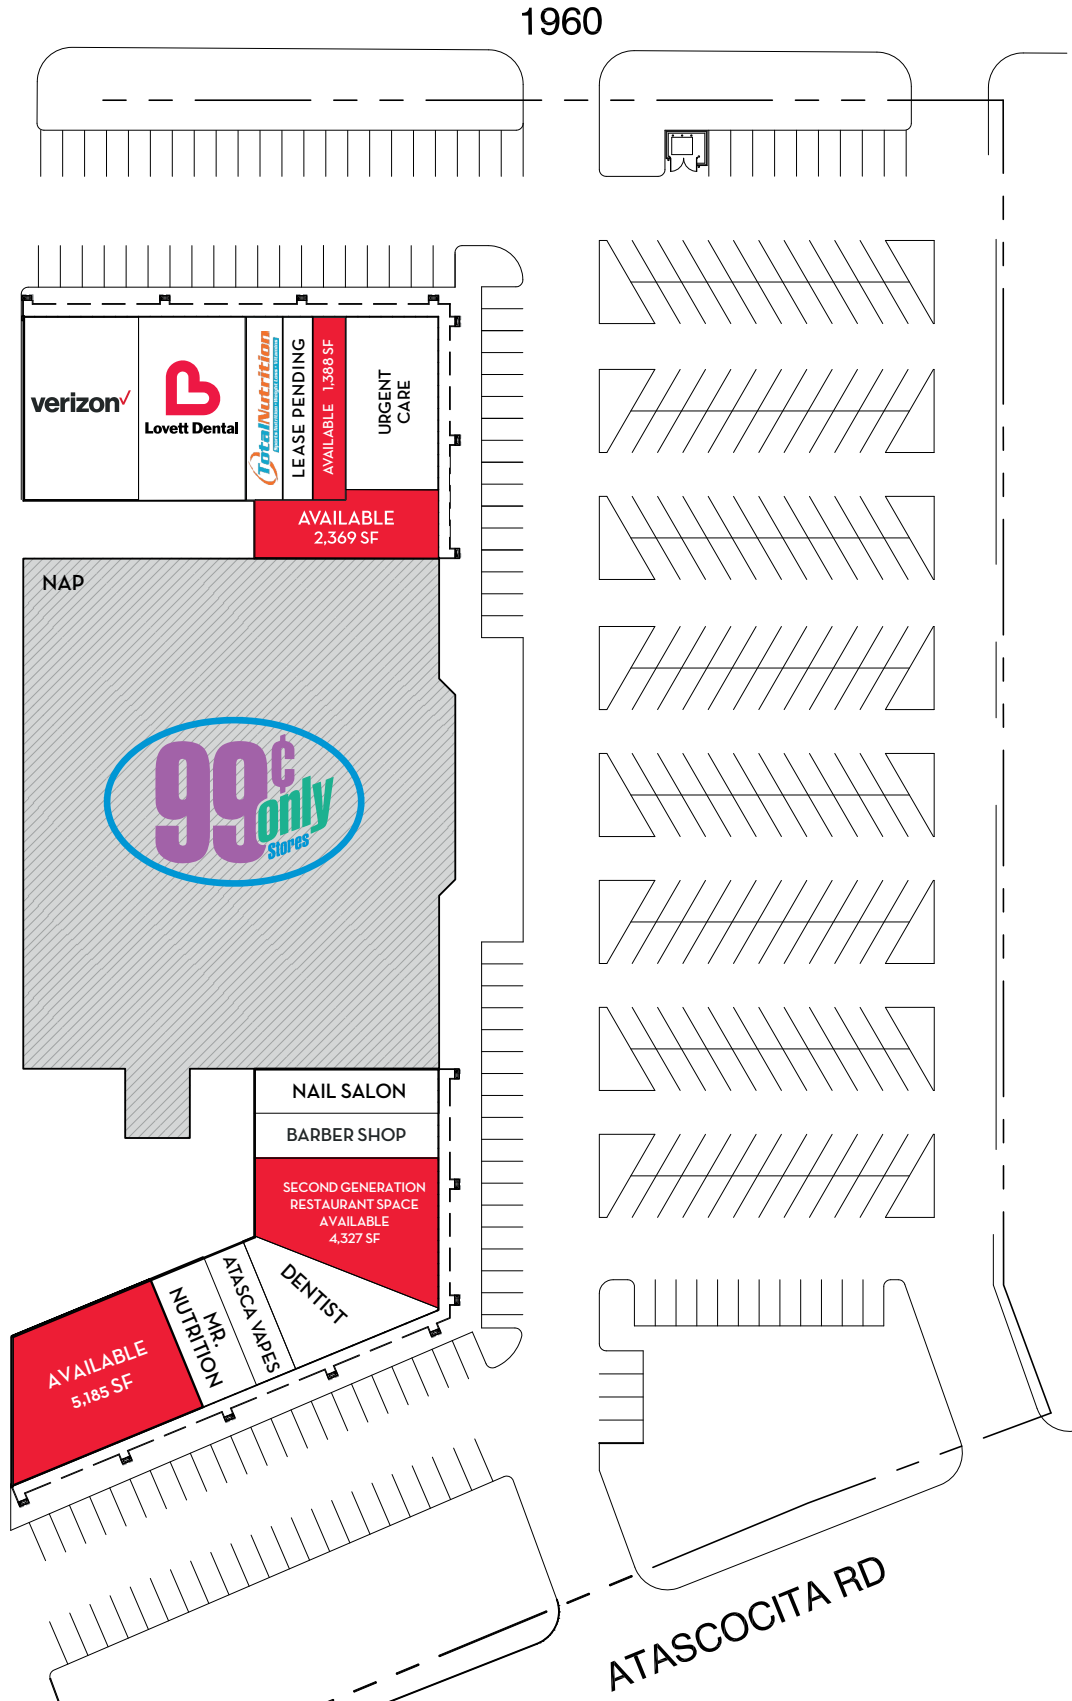 1960
verizon
Lovett Dental
TotalNutrition
LEASE PENDING
AVAILABLE 1,388 SF
URGENT
CARE
AVAILABLE
2,369 SF
NAP
99¢
only
Stores
NAIL SALON
BARBER SHOP
SECOND GENERATION
RESTAURANT SPACE
AVAILABLE
4,327 SF
DENTIST
ATASCA VAPES
MR.
NUTRITION
AVAILABLE
5,185 SF
ATASCOCITA RD